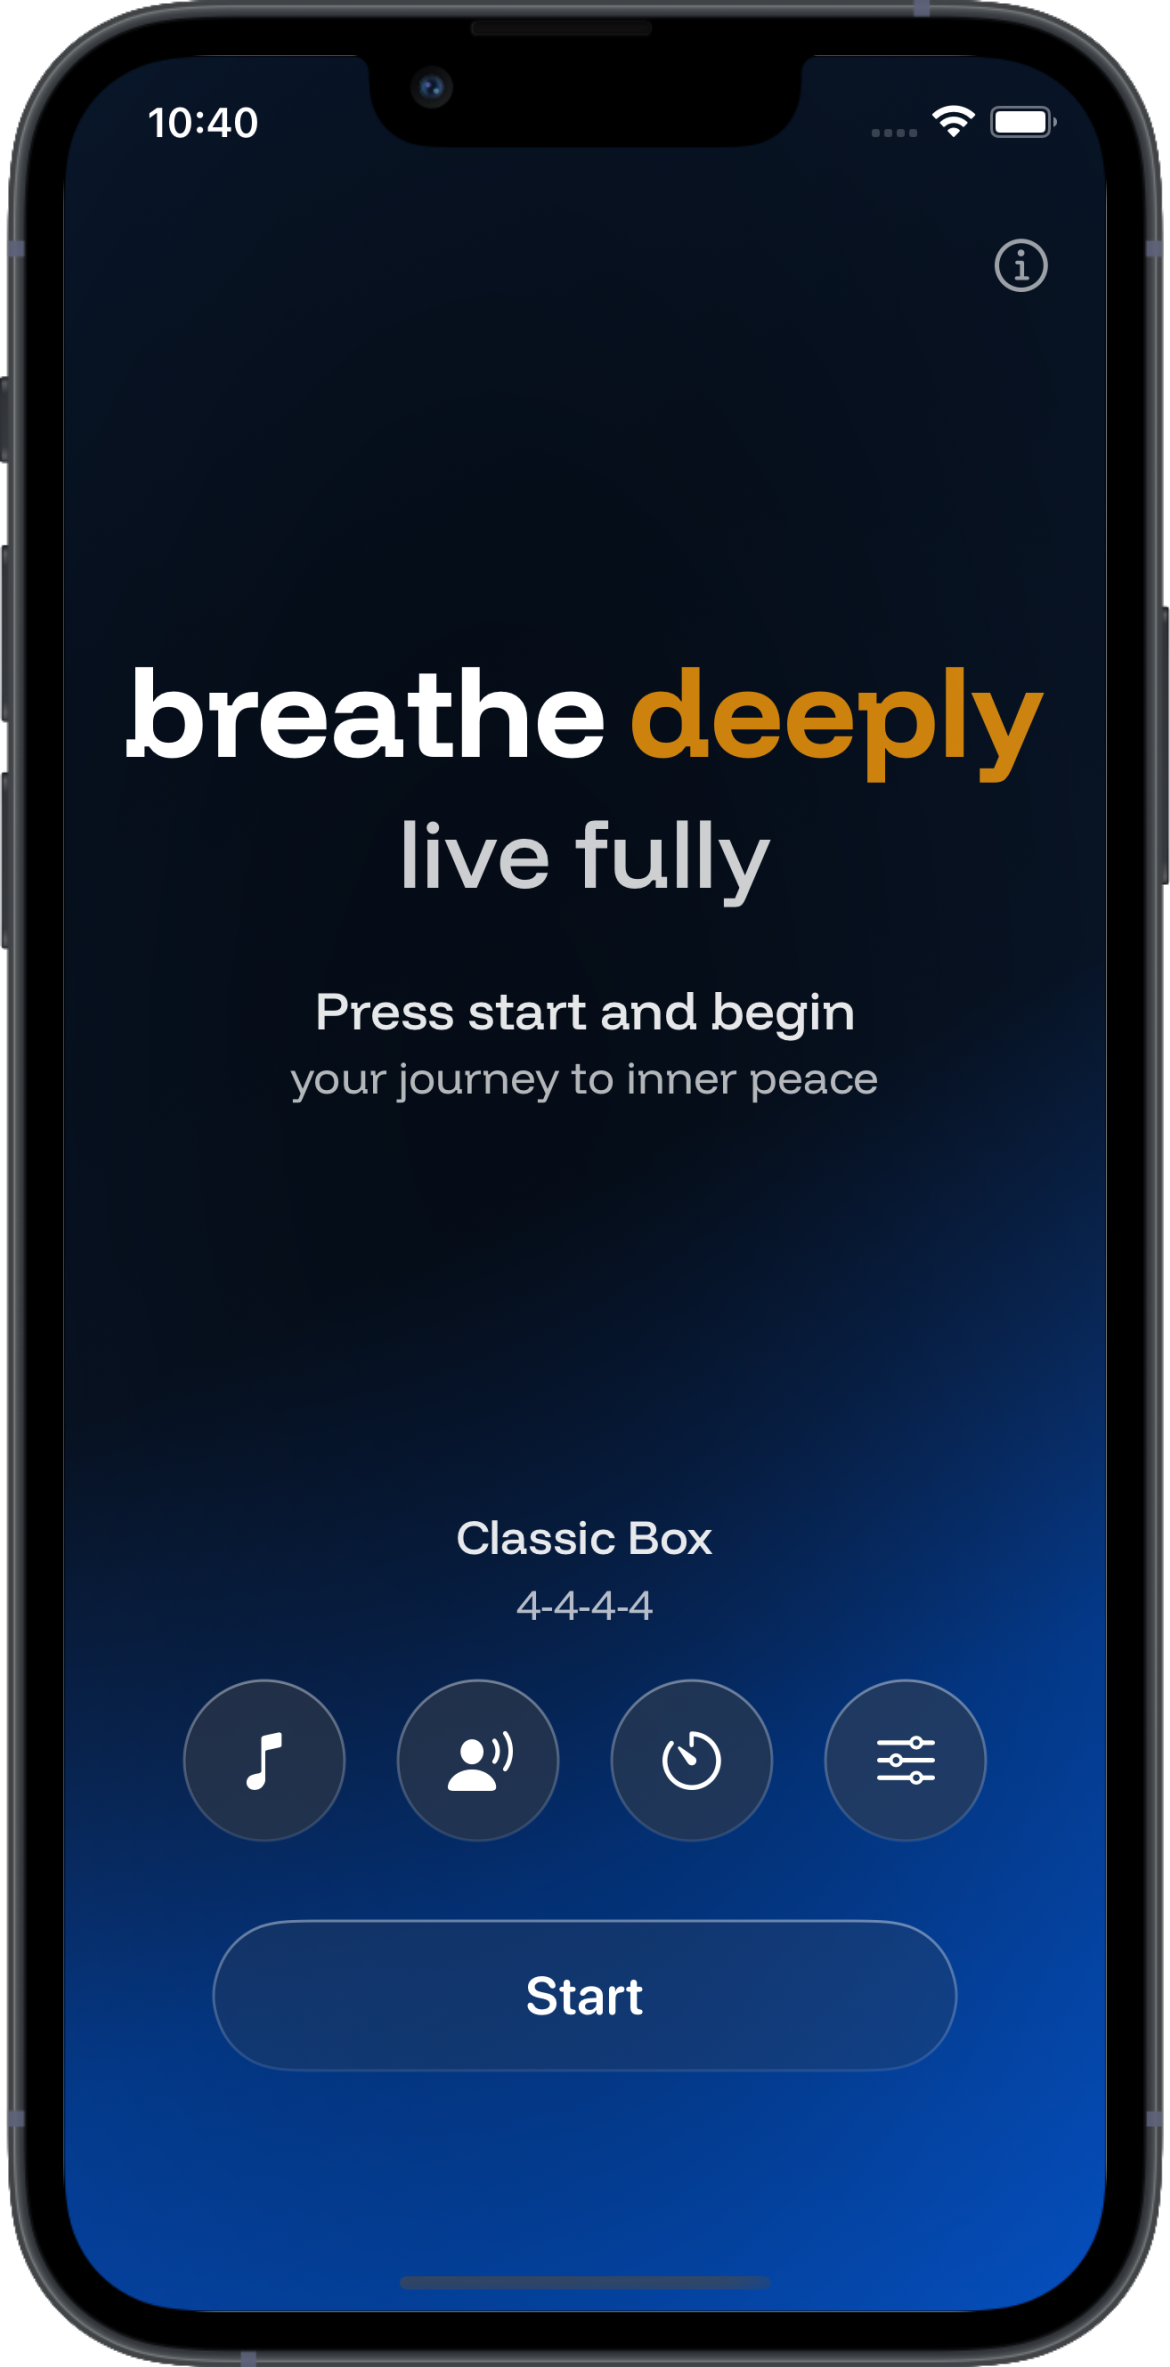 10:40
breathe deeply
live fully
Press start and begin
your journey to inner peace
Classic Box
4-4-4-4
Start